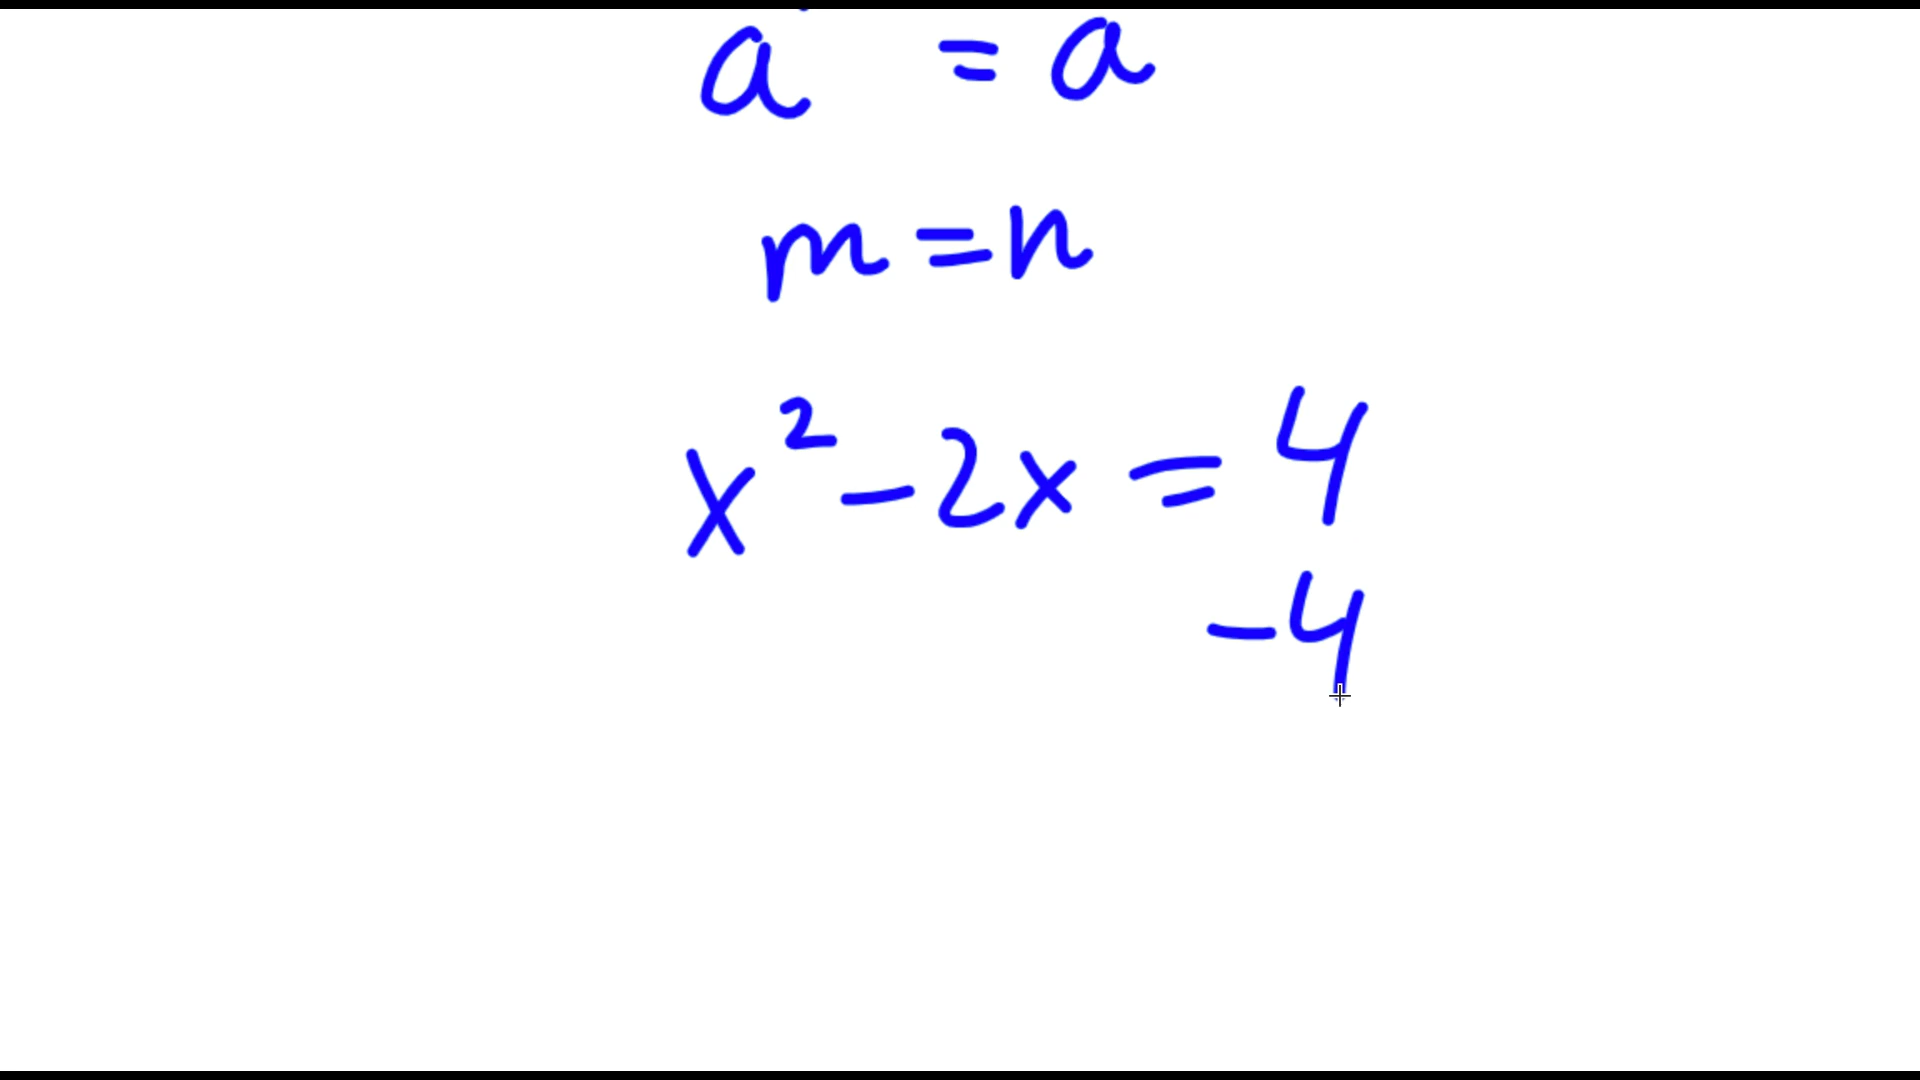 a = a
m = n
x² - 2x = 4
-4